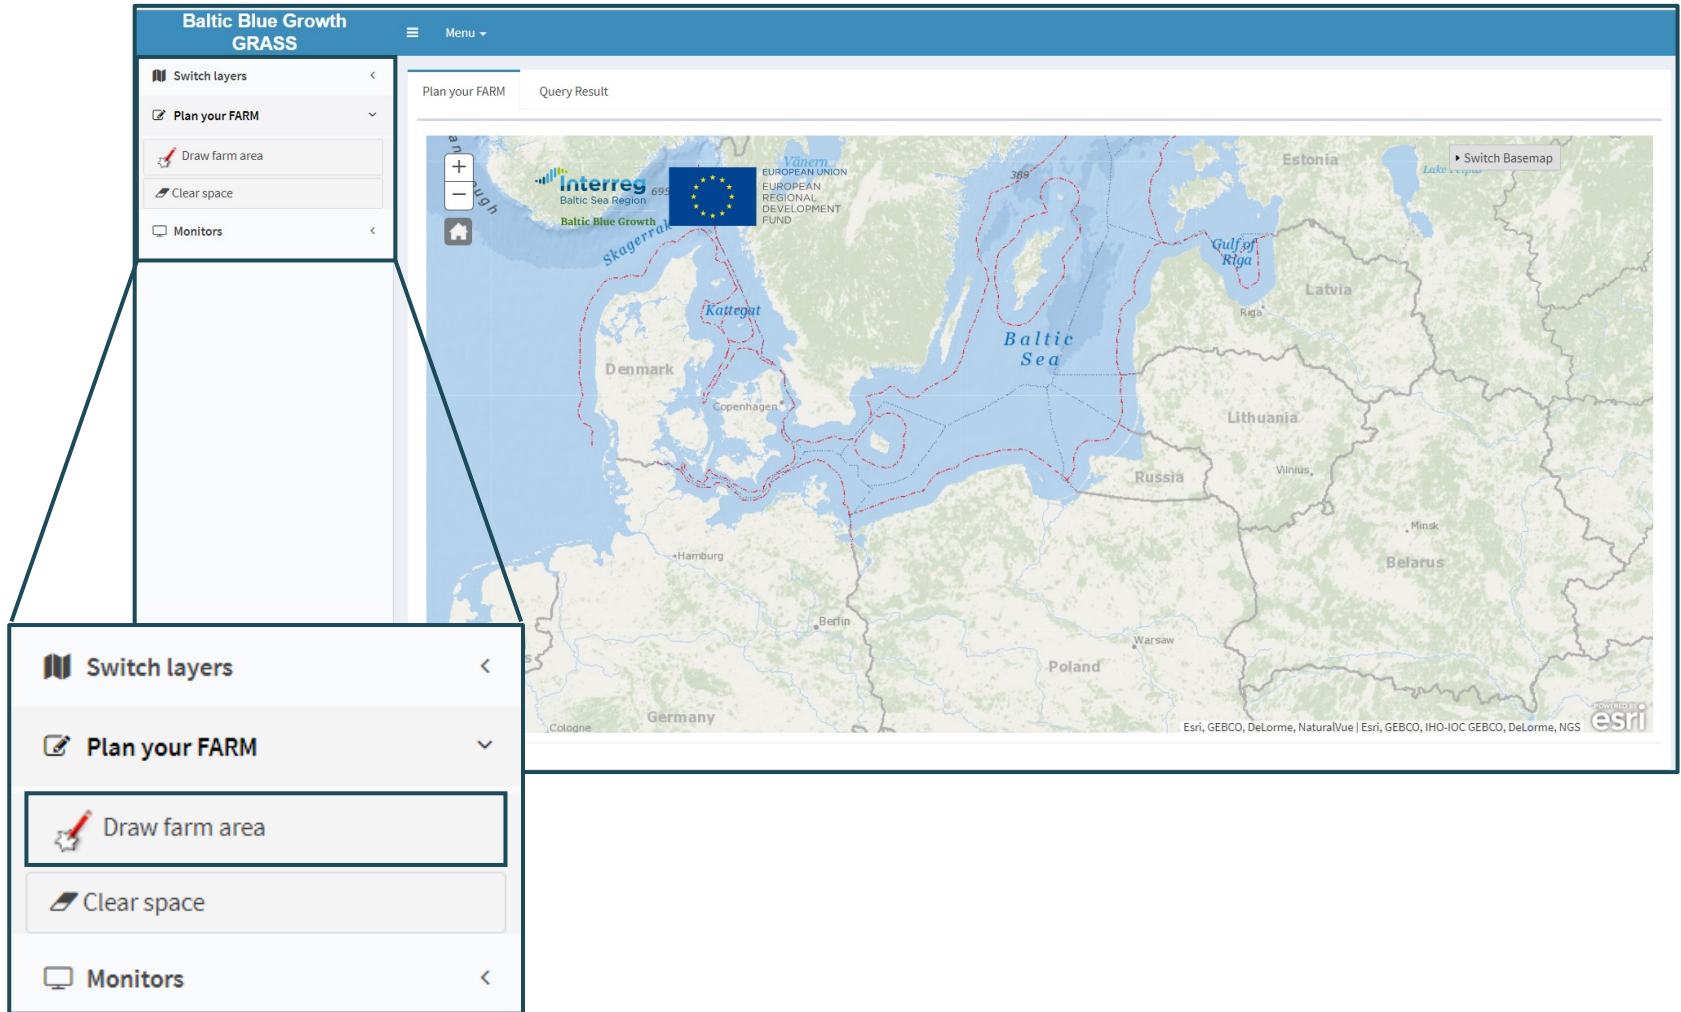 Baltic Blue Growth
GRASS
Menu
Switch layers
Plan your FARM
Draw farm area
Clear space
Monitors
Plan your FARM
Query Result
+
−
Interreg
Baltic Sea Region
Baltic Blue Growth
EUROPEAN UNION
EUROPEAN
REGIONAL
DEVELOPMENT
FUND
Switch Basemap
Vänern
695
389
Estonia
Skagerrak
Gulf of
Riga
Latvia
Riga
Kattegat
Baltic
Sea
Denmark
Copenhagen
Lithuania
Vilnius
Russia
Minsk
Belarus
Hamburg
Berlin
Warsaw
Poland
Germany
Cologne
Esri, GEBCO, DeLorme, NaturalVue | Esri, GEBCO, IHO-IOC GEBCO, DeLorme, NGS
POWERED BY
esri
Switch layers
Plan your FARM
Draw farm area
Clear space
Monitors